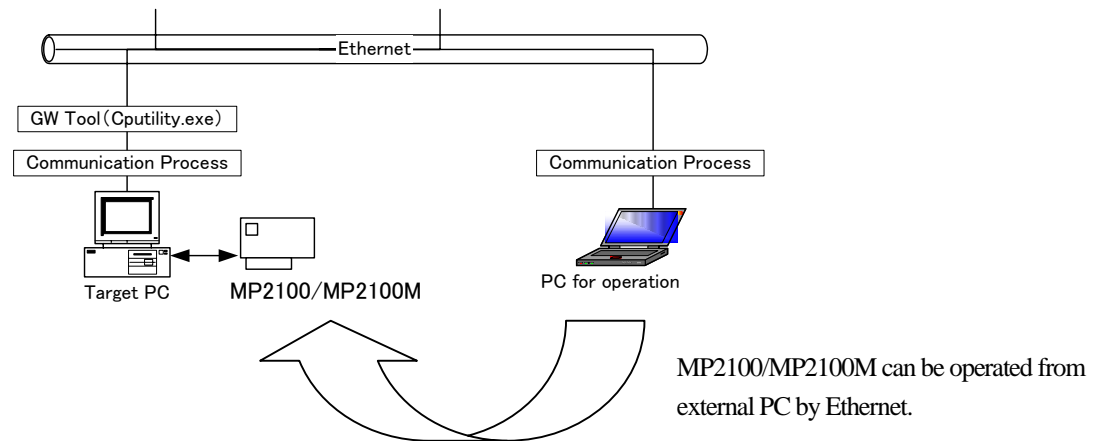 Ethernet
GW Tool（Cputility.exe）
Communication Process
Communication Process
Target PC
MP2100/MP2100M
PC for operation
MP2100/MP2100M can be operated from
external PC by Ethernet.